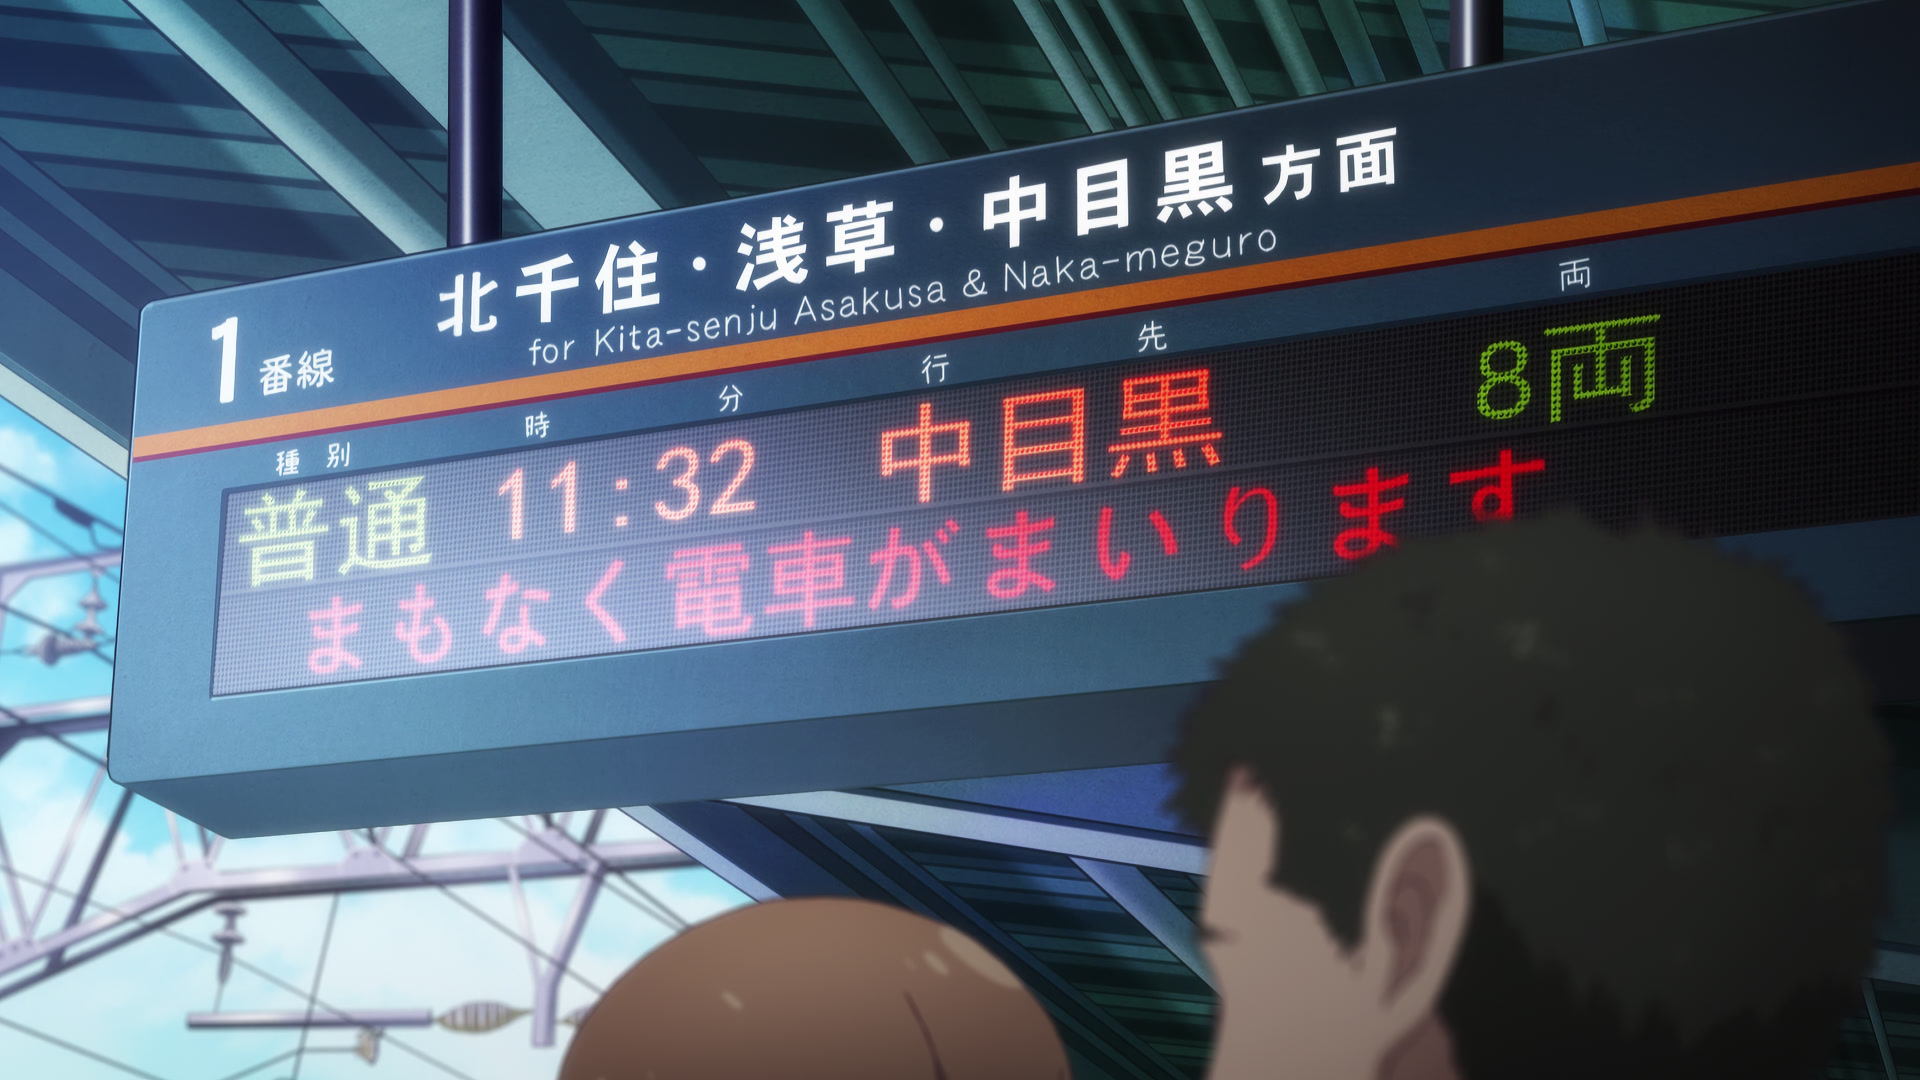 1番線 北千住・浅草・中目黒方面
for Kita-senju Asakusa & Naka-meguro
種別 時 分 行 先 両
普通 11:32 中目黒 8両
まもなく電車がまいります